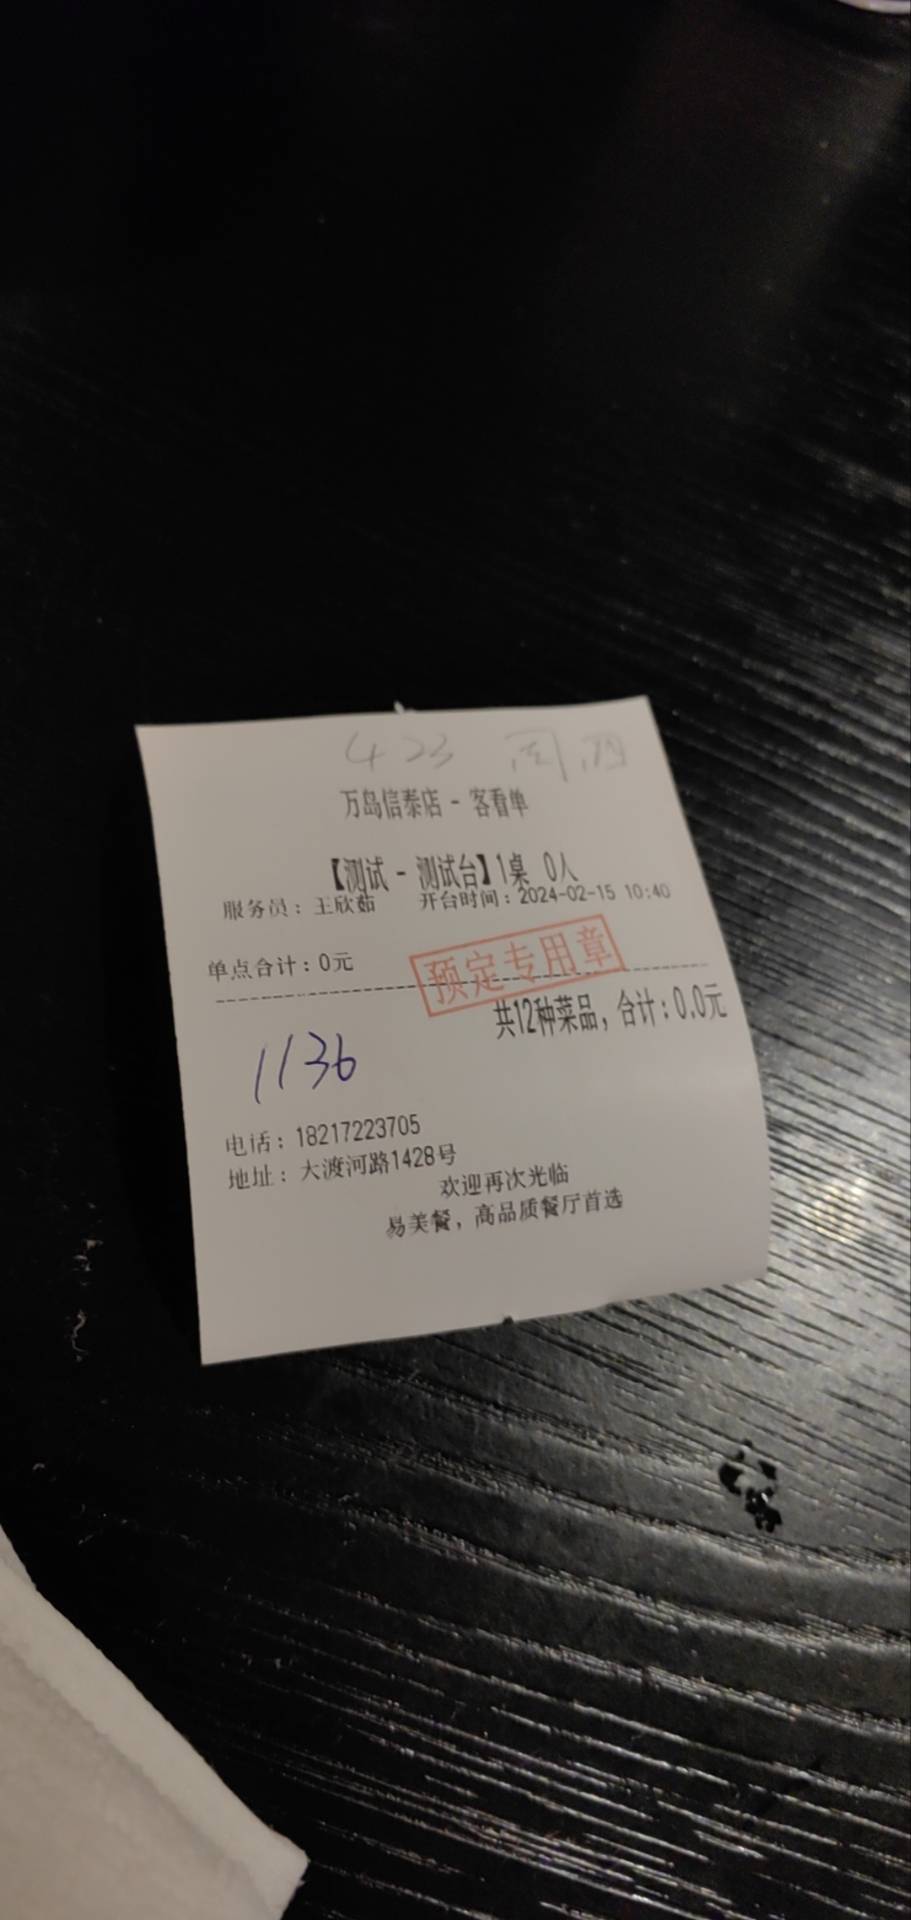 423 周四
万岛信泰店 - 客看单
【测试 - 测试台】1桌 0人
服务员：王欣茹 开台时间：2024-02-15 10:40
单点合计：0元
预定专用章
共12种菜品，合计：0.0元
1136
电话：18217223705
地址：大渡河路1428号
欢迎再次光临
易美餐，高品质餐厅首选